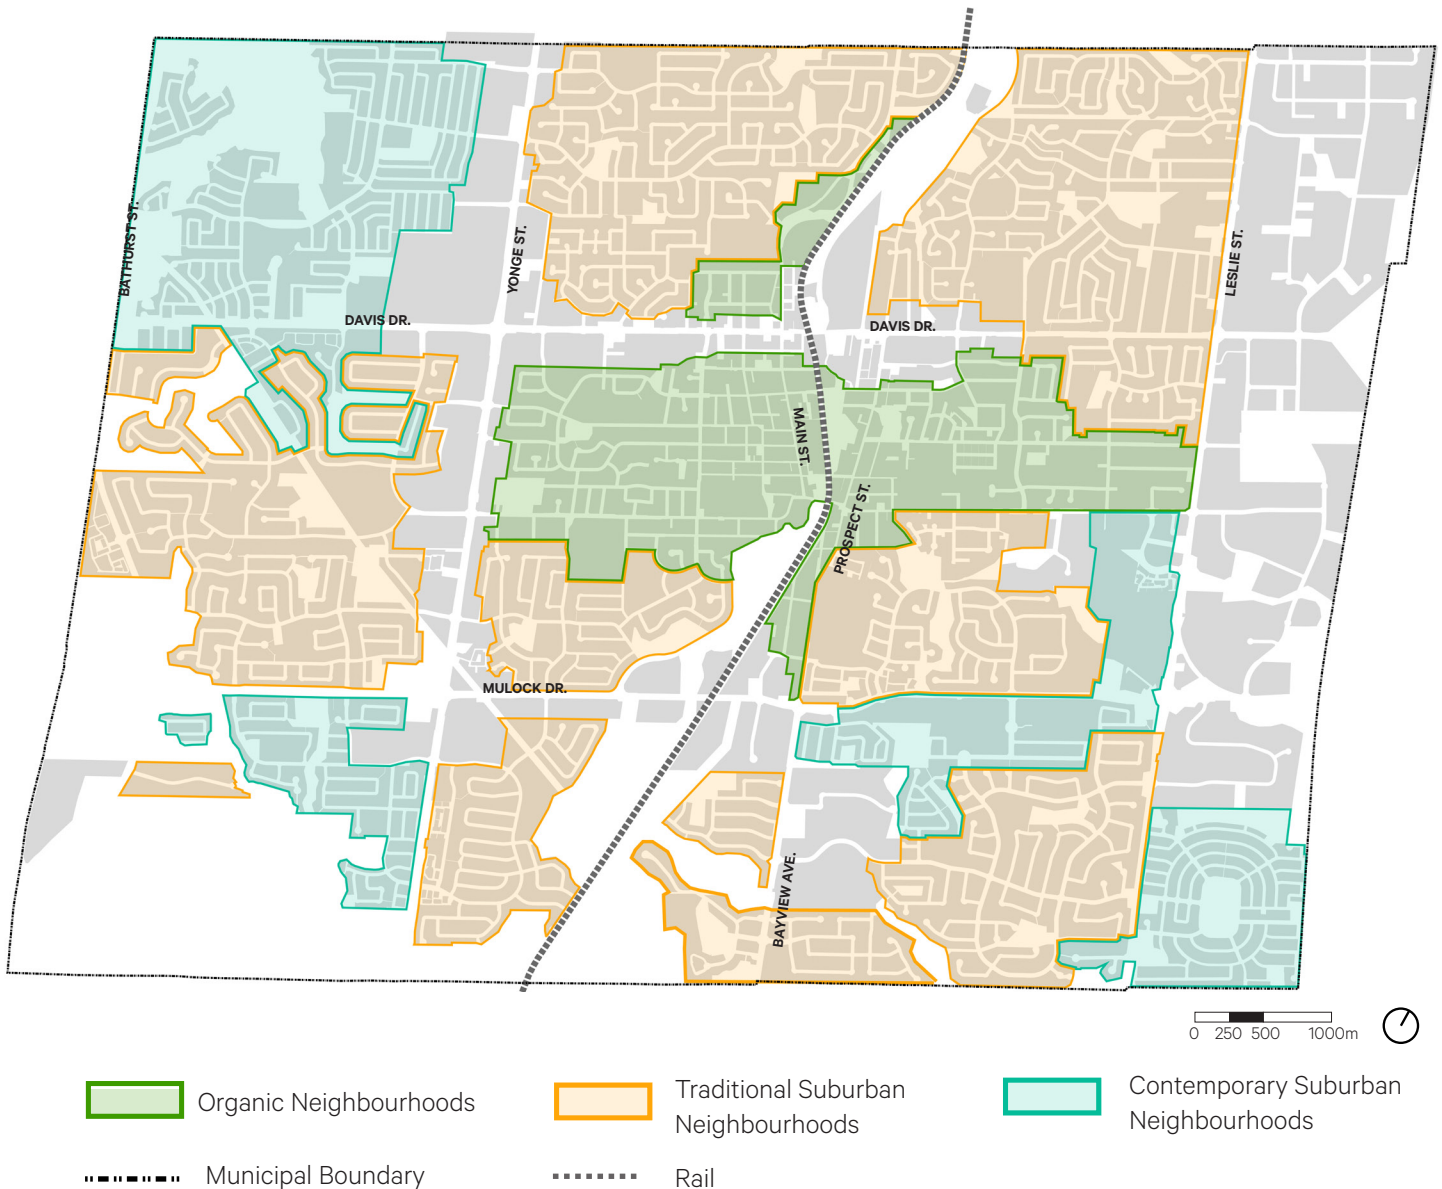 BATHURST ST.
YONGE ST.
LESLIE ST.
DAVIS DR.
DAVIS DR.
MAIN ST.
PROSPECT ST.
MULOCK DR.
BAYVIEW AVE.
0 250 500 1000m
Organic Neighbourhoods
Traditional Suburban
Neighbourhoods
Contemporary Suburban
Neighbourhoods
Municipal Boundary
Rail